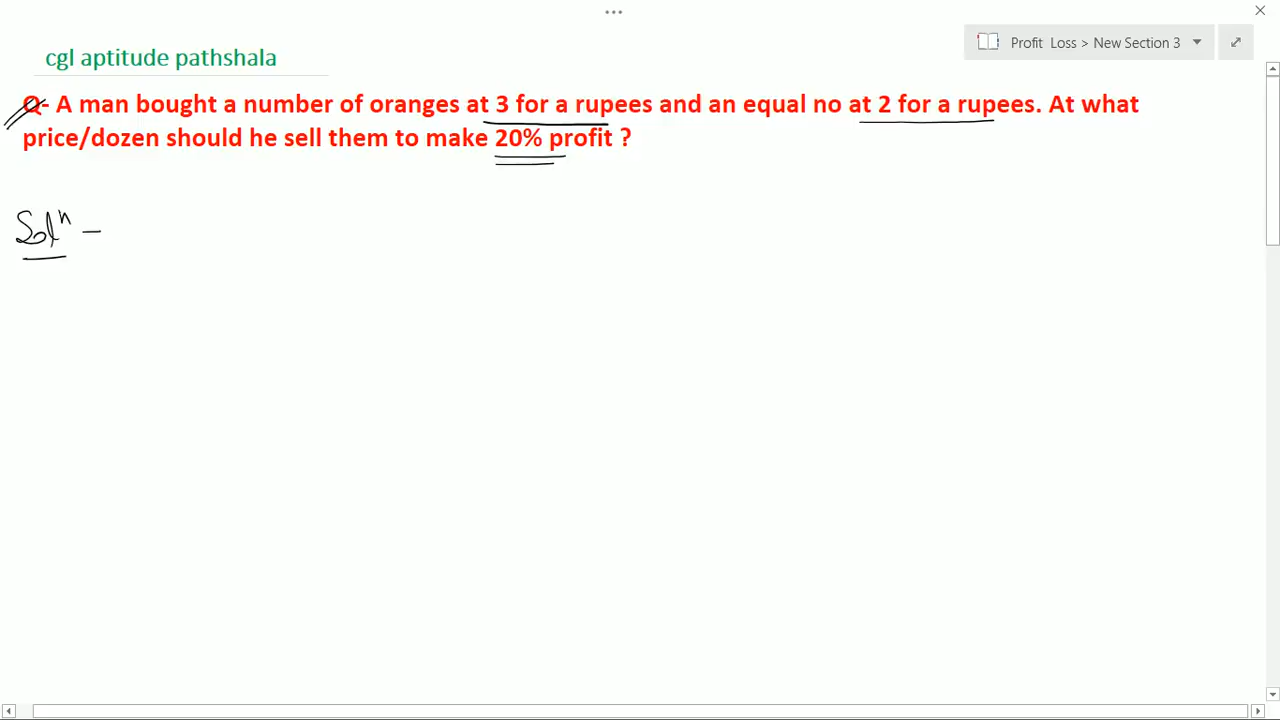 Profit Loss > New Section 3
cgl aptitude pathshala
Q- A man bought a number of oranges at 3 for a rupees and an equal no at 2 for a rupees. At what
price/dozen should he sell them to make 20% profit ?
Solⁿ -